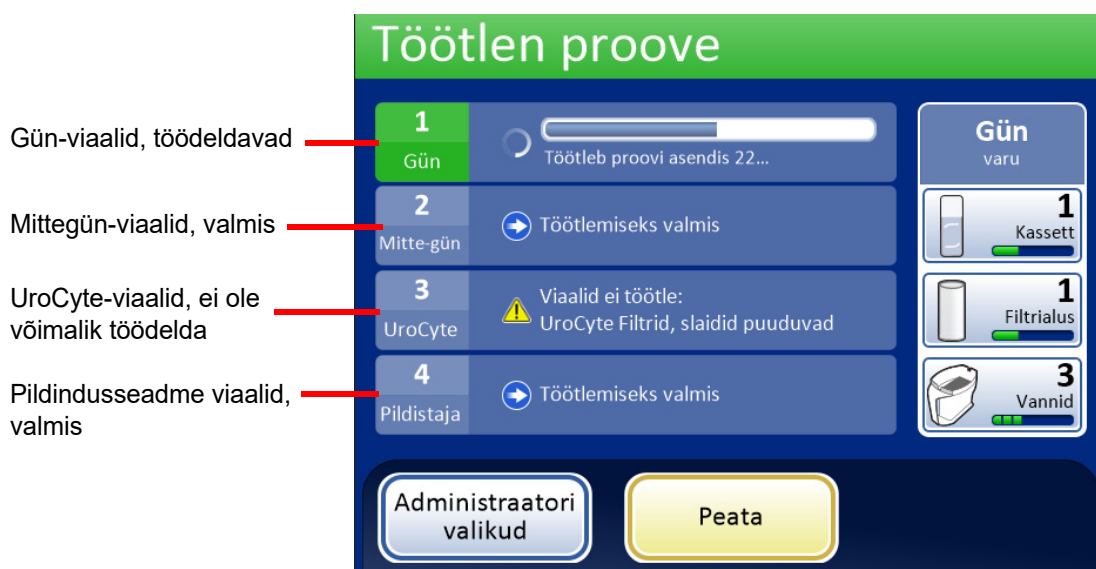 Töötlen proove
Gün-viaalid, töödeldavad
Mittegün-viaalid, valmis
UroCyte-viaalid, ei ole
võimalik töödelda
Pildindusseadme viaalid,
valmis
1
Gün
Töötleb proovi asendis 22...
2
Mitte-gün
Töötlemiseks valmis
3
UroCyte
Viaalid ei töötle:
UroCyte Filtrid, slaidid puuduvad
4
Pildistaja
Töötlemiseks valmis
Gün
varu
1
Kassett
1
Filtrialus
3
Vannid
Administraatori
valikud
Peata